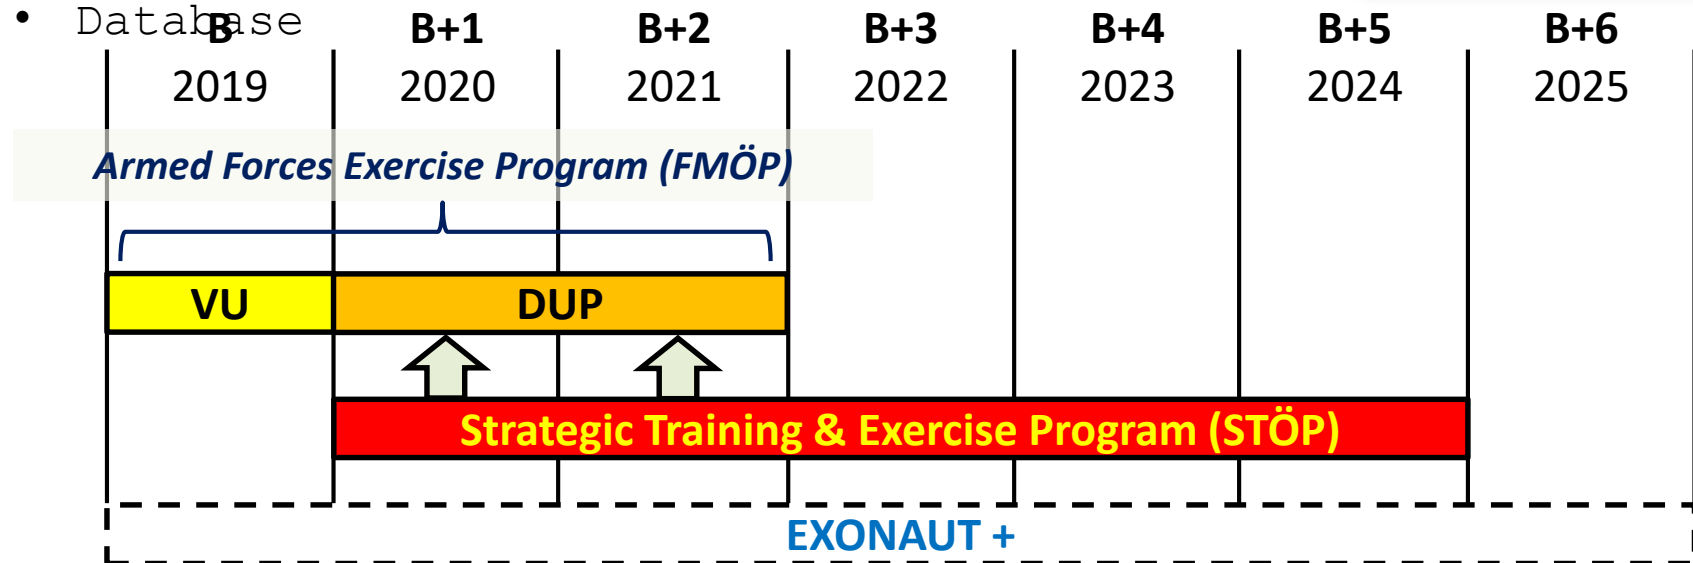 • Database
B B+1 B+2 B+3 B+4 B+5 B+6
2019 2020 2021 2022 2023 2024 2025
Armed Forces Exercise Program (FMÖP)
VU DUP
Strategic Training & Exercise Program (STÖP)
EXONAUT +